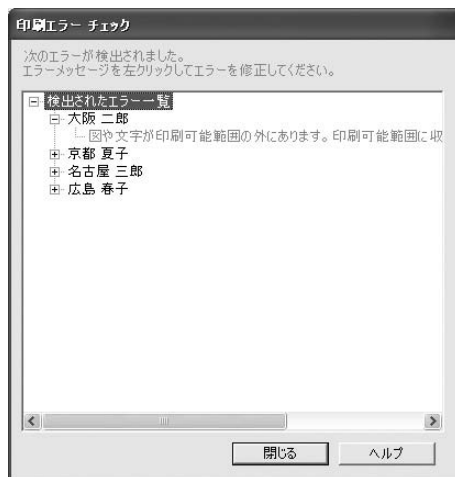 印刷エラー チェック
次のエラーが検出されました。
エラーメッセージを左クリックしてエラーを修正してください。
検出されたエラー一覧
大阪 二郎
図や文字が印刷可能範囲の外にあります。印刷可能範囲に収
京都 夏子
名古屋 三郎
広島 春子
閉じる
ヘルプ